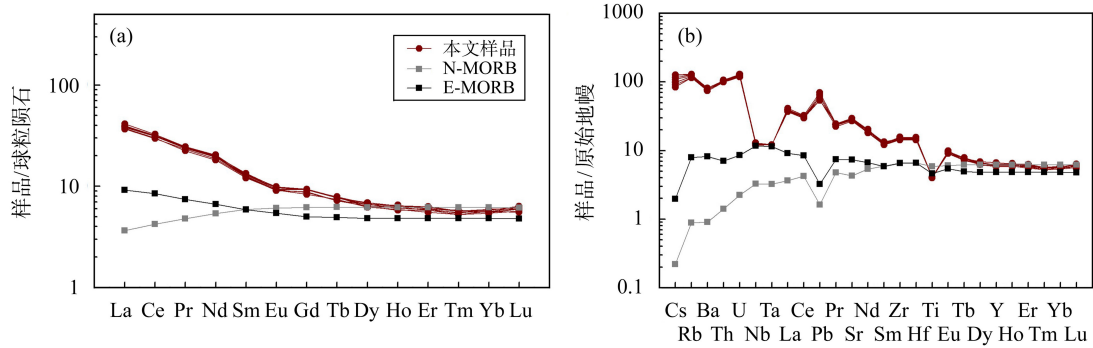 (a)
样品/球粒陨石
100
10
1
本文样品
N-MORB
E-MORB
La Ce Pr Nd Sm Eu Gd Tb Dy Ho Er Tm Yb Lu
(b)
样品 / 原始地幔
1000
100
10
1
0.1
Cs Ba U Ta Ce Pr Nd Zr Ti Tb Y Er Yb
Rb Th Nb La Pb Sr Sm Hf Eu Dy Ho Tm Lu